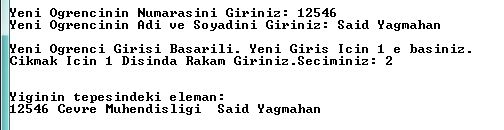 Yeni Ogrencinin Numarasini Giriniz: 12546
Yeni Ogrencinin Adi ve Soyadini Giriniz: Said Yagmahan
Yeni Ogrenci Girisi Basarili. Yeni Giris Icin 1 e basiniz.
Cikmak Icin 1 Disinda Rakam Giriniz.Seciminiz: 2
Yiginin tepesindeki eleman:
12546 Cevre Muhendisligi  Said Yagmahan